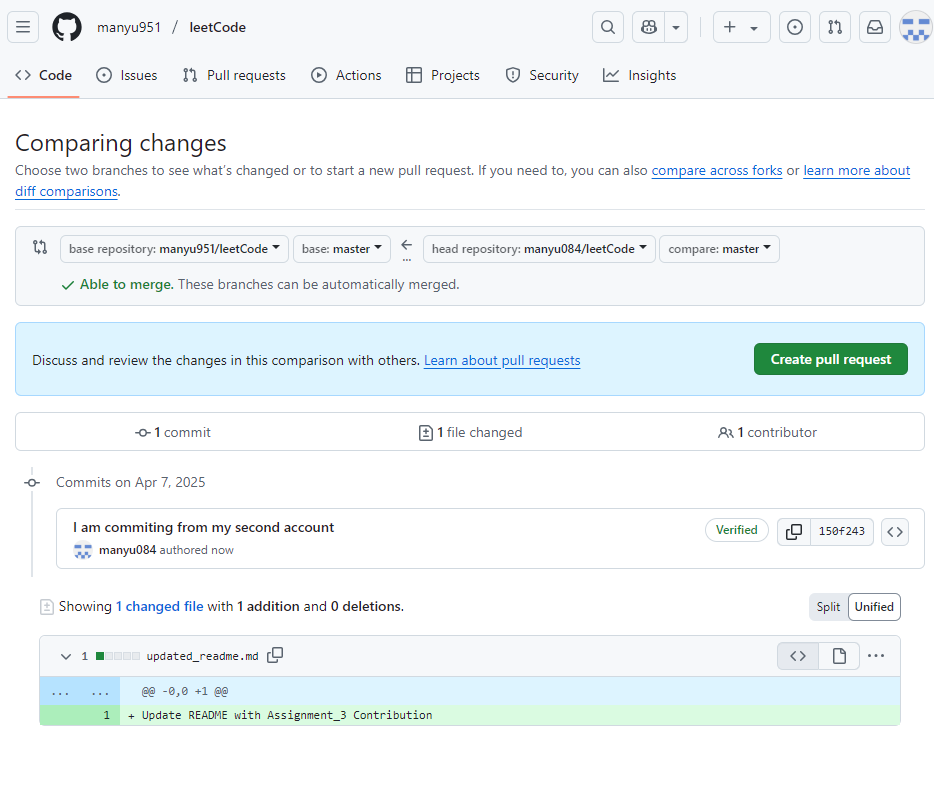 manyu951 / leetCode
Code Issues Pull requests Actions Projects Security Insights
Comparing changes
Choose two branches to see what's changed or to start a new pull request. If you need to, you can also compare across forks or learn more about
diff comparisons.
base repository: manyu951/leetCode base: master ... head repository: manyu084/leetCode compare: master
Able to merge. These branches can be automatically merged.
Discuss and review the changes in this comparison with others. Learn about pull requests Create pull request
1 commit 1 file changed 1 contributor
Commits on Apr 7, 2025
I am commiting from my second account
manyu084 authored now
Verified 150f243
Showing 1 changed file with 1 addition and 0 deletions.
Split Unified
1 updated_readme.md
... ... @@ -0,0 +1 @@
1 + Update README with Assignment_3 Contribution